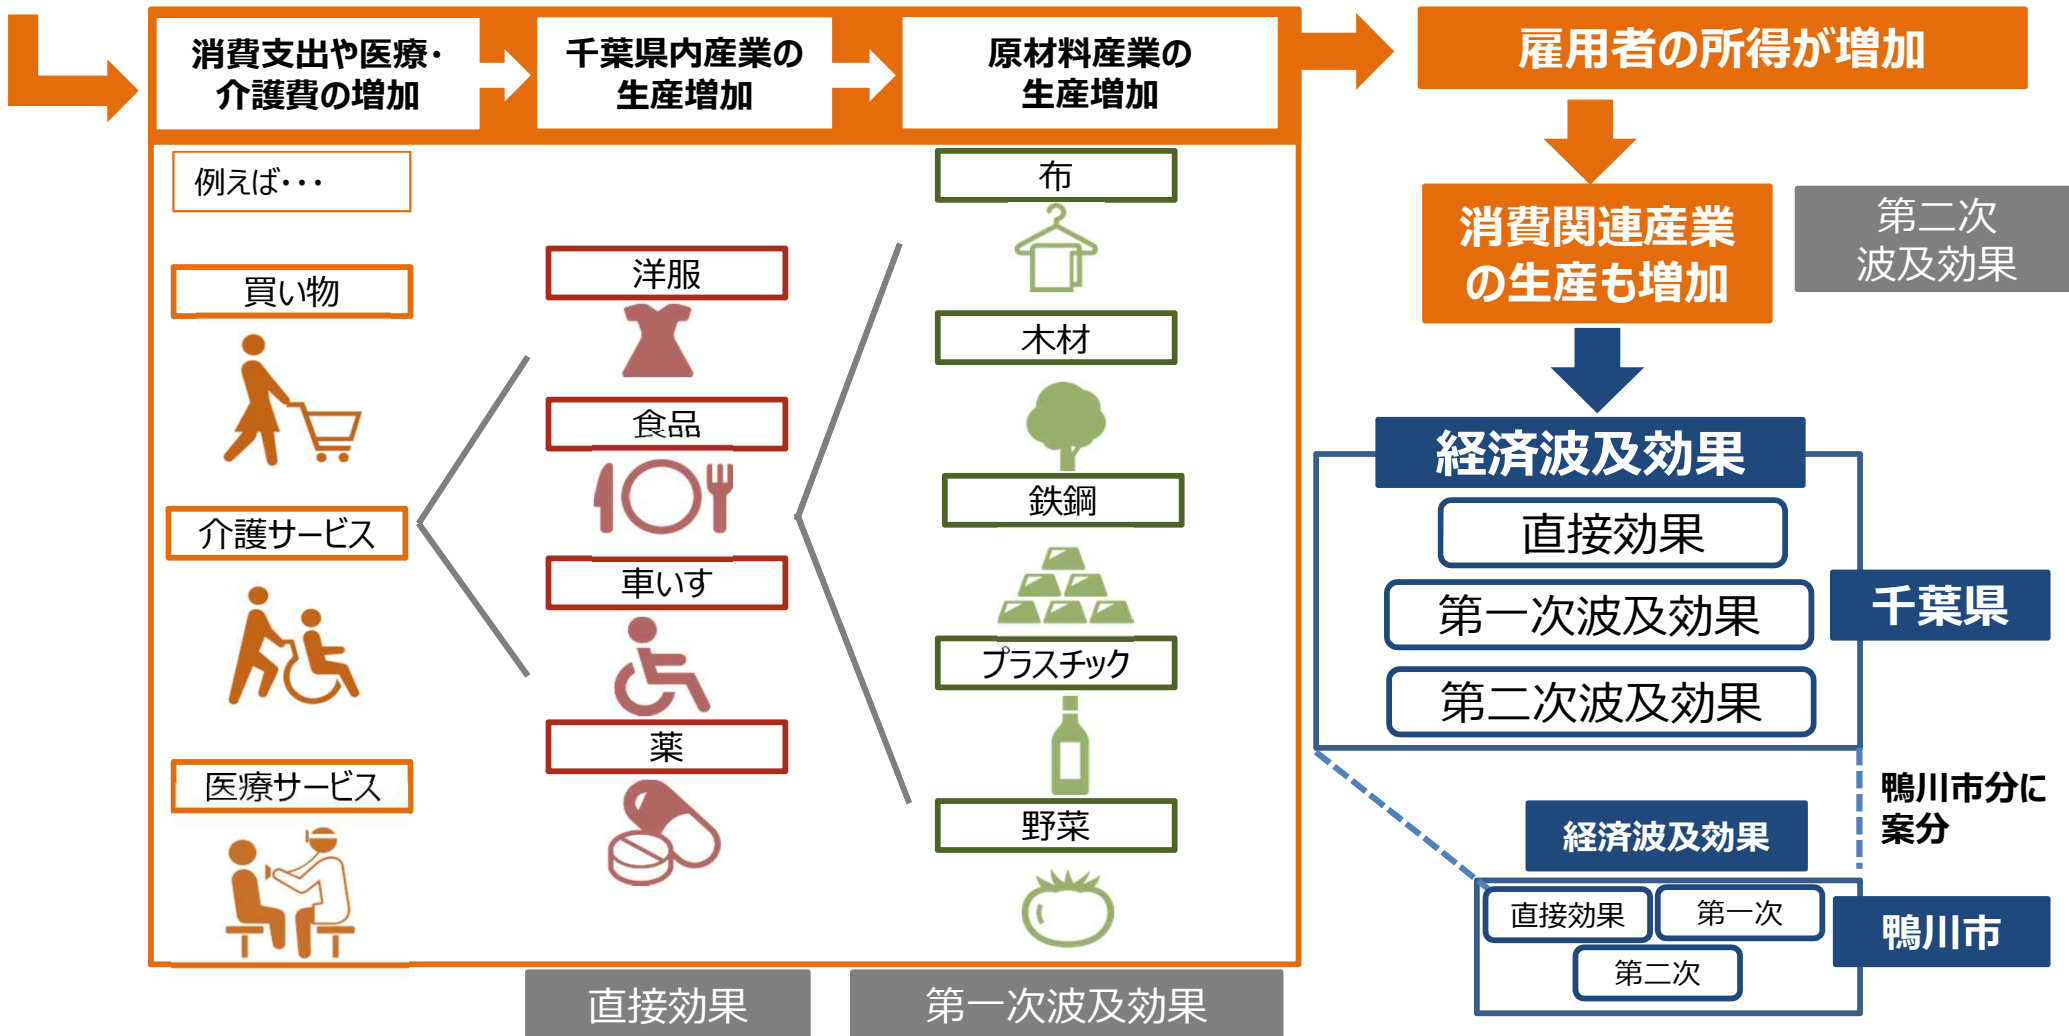 消費支出や医療・
介護費の増加
千葉県内産業の
生産増加
原材料産業の
生産増加
雇用者の所得が増加
例えば・・・
買い物
介護サービス
医療サービス
洋服
食品
車いす
薬
布
木材
鉄鋼
プラスチック
野菜
直接効果
第一次波及効果
消費関連産業
の生産も増加
第二次
波及効果
経済波及効果
直接効果
第一次波及効果
第二次波及効果
千葉県
鴨川市分に
案分
経済波及効果
直接効果
第一次
第二次
鴨川市